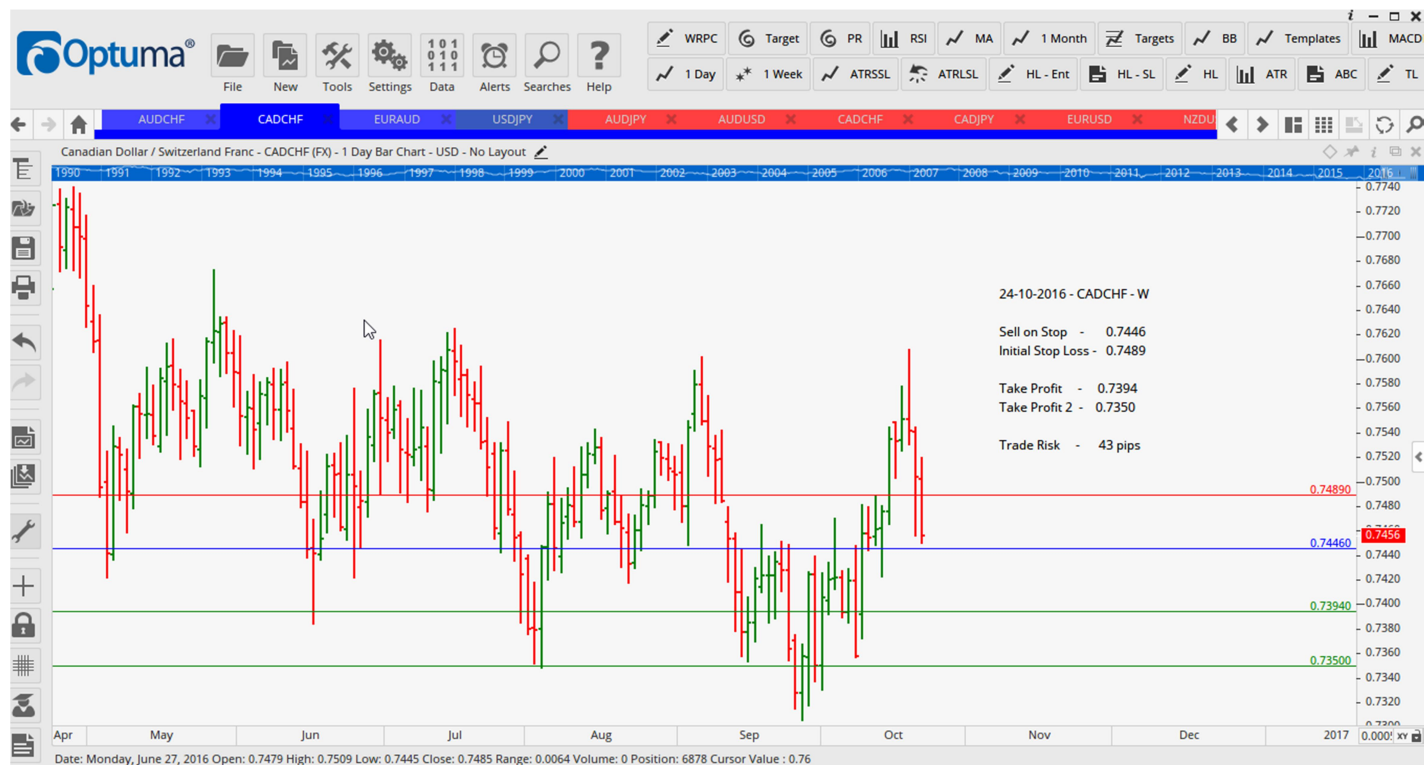 i
Optuma®
File New Tools Settings Data Alerts Searches Help
101
010
111
WRPC Target PR RSI MA 1 Month Targets BB Templates MACD
1 Day 1 Week ATRSSL ATRLSL HL - Ent HL - SL HL ATR ABC TL
AUDCHF CADCHF EURAUD USDJPY AUDJPY AUDUSD CADCHF CADJPY EURUSD NZDU
Canadian Dollar / Switzerland Franc - CADCHF (FX) - 1 Day Bar Chart - USD - No Layout
1990 1991 1992 1993 1994 1995 1996 1997 1998 1999 2000 2001 2002 2003 2004 2005 2006 2007 2008 2009 2010 2011 2012 2013 2014 2015 2016
0.7740
0.7720
0.7700
0.7680
0.7660
24-10-2016 - CADCHF - W
0.7640
0.7620
Sell on Stop - 0.7446
Initial Stop Loss - 0.7489
0.7600
0.7580
Take Profit - 0.7394
Take Profit 2 - 0.7350
0.7560
0.7540
Trade Risk - 43 pips
0.7520
0.7500
0.74890
0.7480
0.7456
0.74460
0.7440
0.7420
0.73940
0.7400
0.7380
0.73500
0.7360
0.7340
0.7320
0.7300
Apr May Jun Jul Aug Sep Oct Nov Dec 2017 0.000! XY
Date: Monday, June 27, 2016 Open: 0.7479 High: 0.7509 Low: 0.7445 Close: 0.7485 Range: 0.0064 Volume: 0 Position: 6878 Cursor Value : 0.76